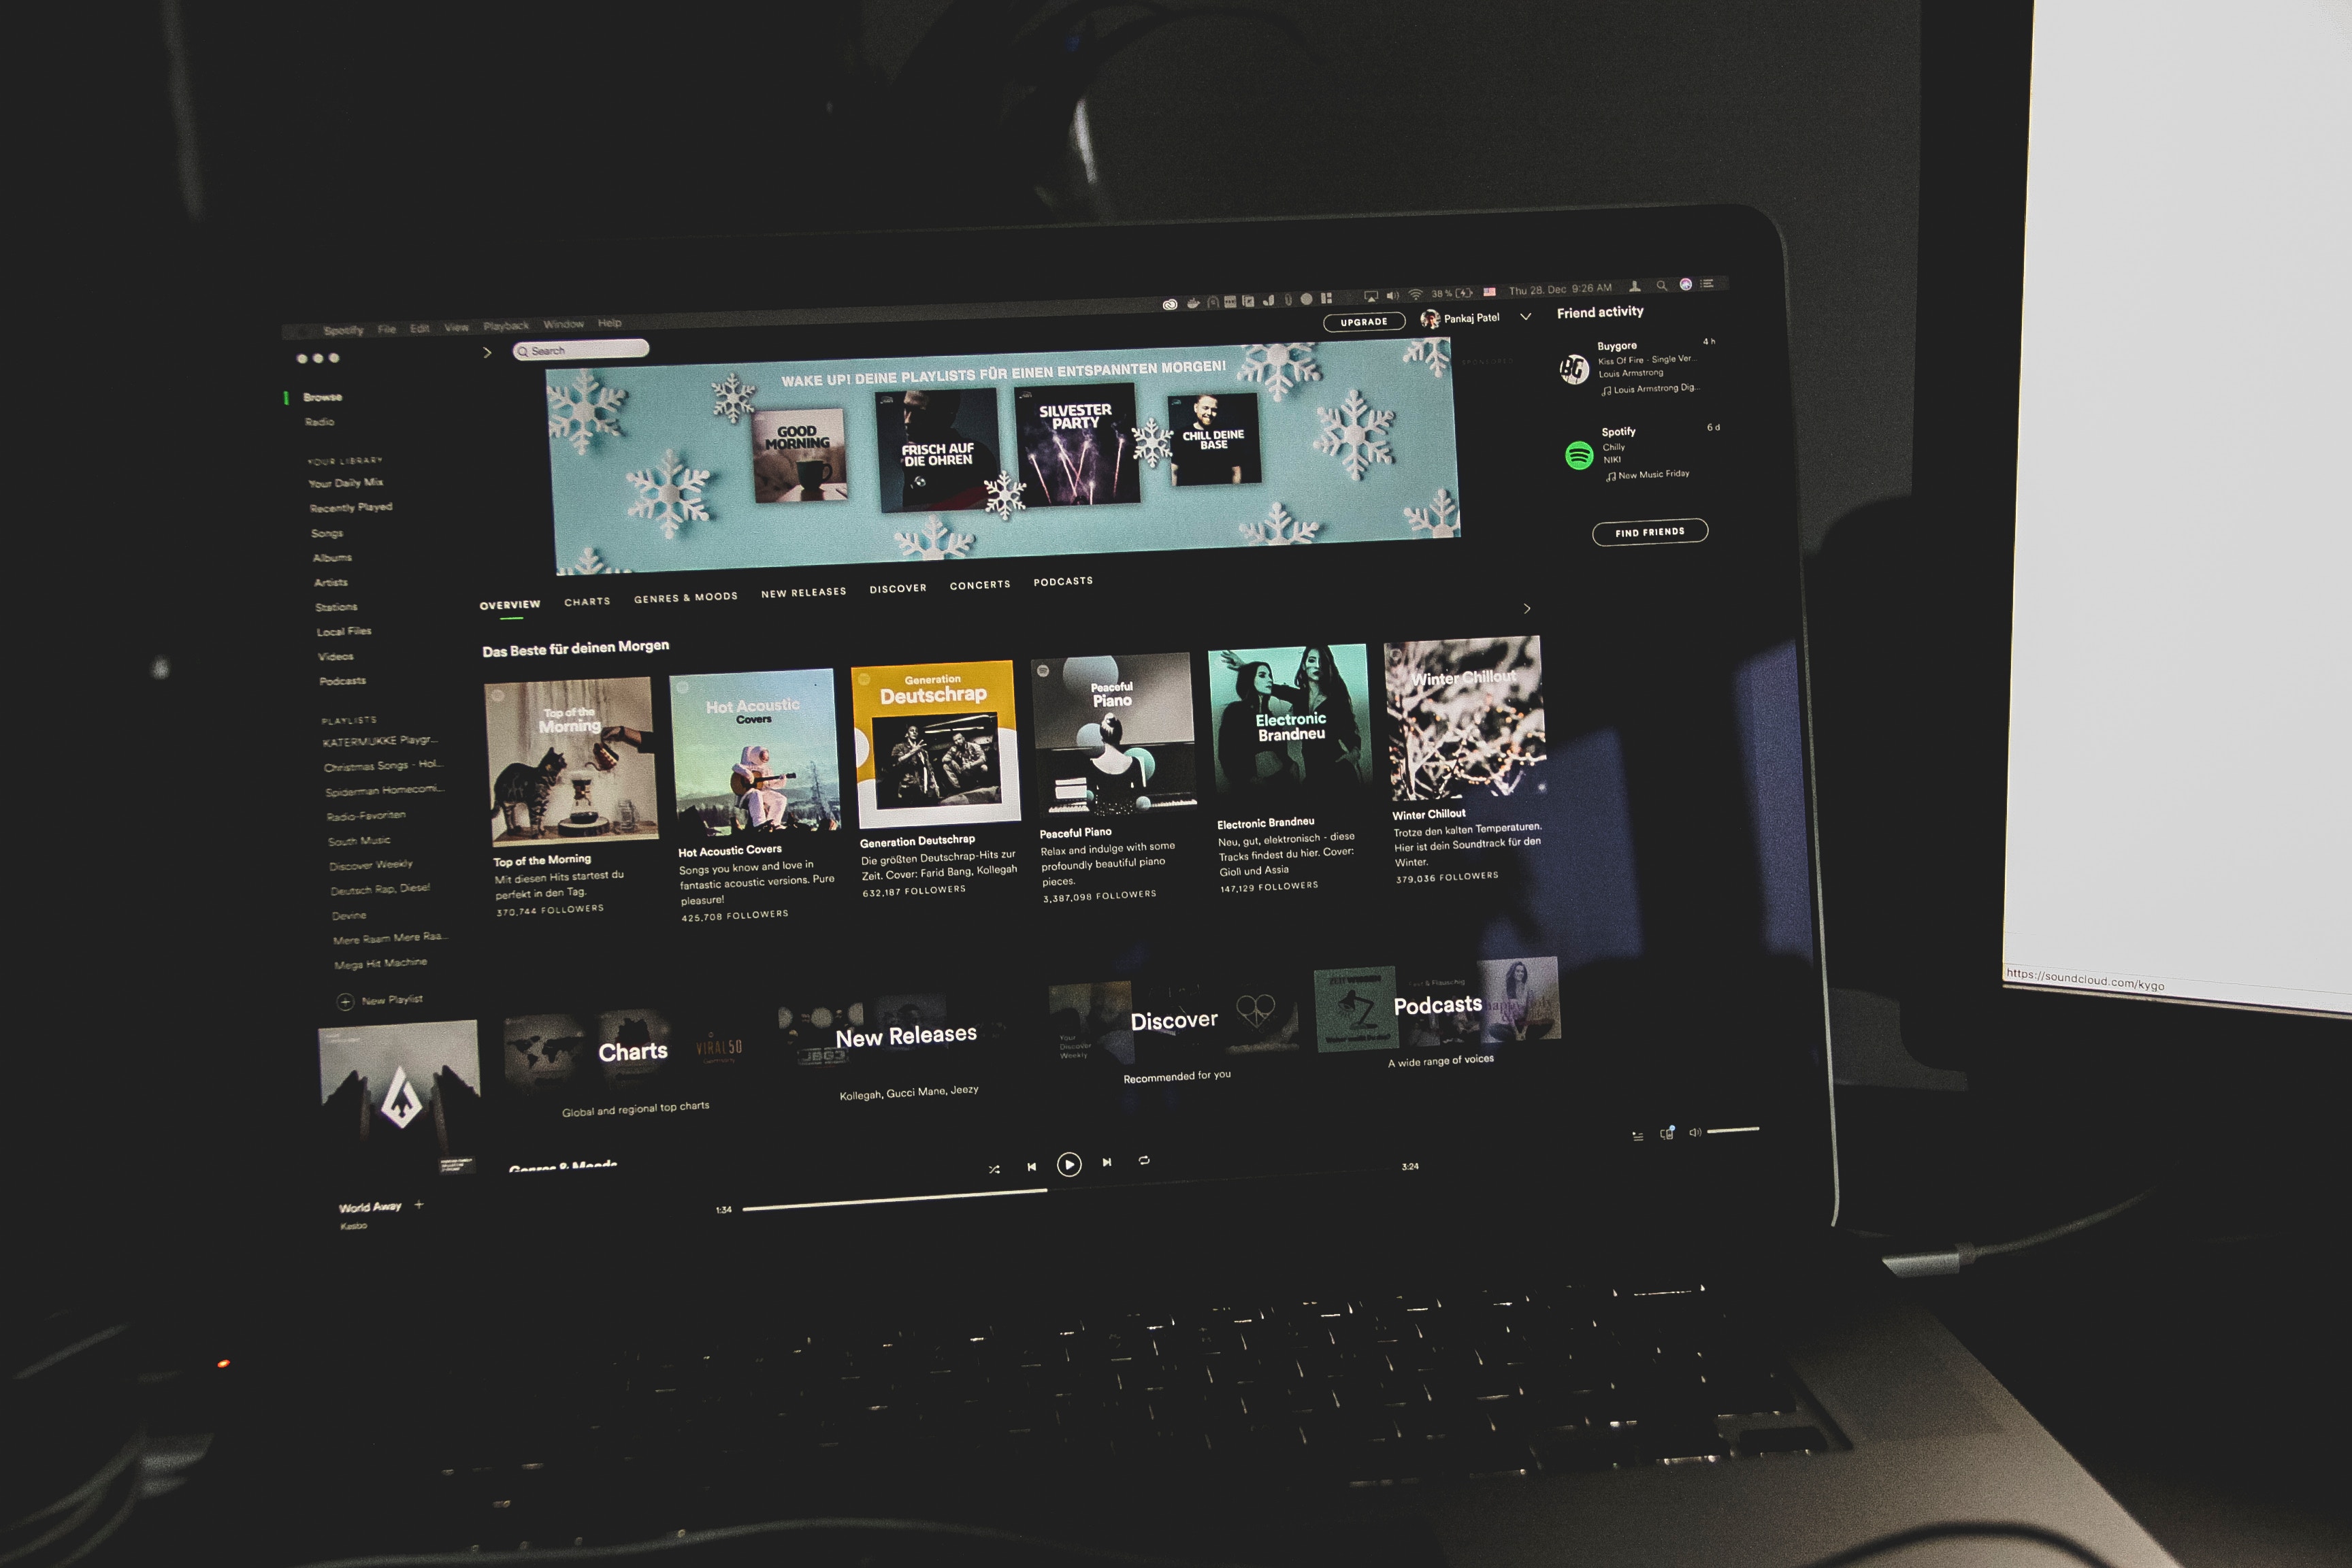 Spotify File Edit View Playback Window Help
38 % Thu 28. Dec 9:26 AM
Search
UPGRADE
Pankaj Patel
Browse
Radio
YOUR LIBRARY
Your Daily Mix
Recently Played
Songs
Albums
Artists
Stations
Local Files
Videos
Podcasts
PLAYLISTS
KATERMUKKE Playgr...
Christmas Songs - Hol...
Spiderman Homecomi...
Radio-Favoriten
South Music
Discover Weekly
Deutsch Rap, Diese!
Devine
Mere Raam Mere Raa...
Mega Hit Machine
New Playlist
World Away
WAKE UP! DEINE PLAYLISTS FÜR EINEN ENTSPANNTEN MORGEN!
GOOD
MORNING
FRISCH AUF
DIE OHREN
SILVESTER
PARTY
CHILL DEINE
BASE
SPONSORED
OVERVIEW CHARTS GENRES & MOODS NEW RELEASES DISCOVER CONCERTS PODCASTS
Das Beste für deinen Morgen
Top of the
Morning
Top of the Morning
Mit diesen Hits startest du
perfekt in den Tag.
370,744 FOLLOWERS
Hot Acoustic
Covers
Hot Acoustic Covers
Songs you know and love in
fantastic acoustic versions. Pure
pleasure!
425,708 FOLLOWERS
Generation
Deutschrap
Generation Deutschrap
Die größten Deutschrap-Hits zur
Zeit. Cover: Farid Bang, Kollegah
632,187 FOLLOWERS
Peaceful
Piano
Peaceful Piano
Relax and indulge with some
profoundly beautiful piano
pieces.
3,387,098 FOLLOWERS
Electronic
Brandneu
Electronic Brandneu
Neu, gut, elektronisch - diese
Tracks findest du hier. Cover:
Gioli und Assia
147,129 FOLLOWERS
Winter Chillout
Winter Chillout
Trotze den kalten Temperaturen.
Hier ist dein Soundtrack für den
Winter.
379,036 FOLLOWERS
Charts
VIRAL 50
Global and regional top charts
New Releases
JBG3
Kollegah, Gucci Mane, Jeezy
Your
Discover
Weekly
Discover
Recommended for you
Podcasts
A wide range of voices
Genres & Moods
1:34
3:24
Friend activity
Buygore 4 h
Kiss Of Fire - Single Ver...
Louis Armstrong
Louis Armstrong Dig...
BG
Spotify 6 d
Chilly
NIKI
New Music Friday
FIND FRIENDS
https://soundcloud.com/kygo